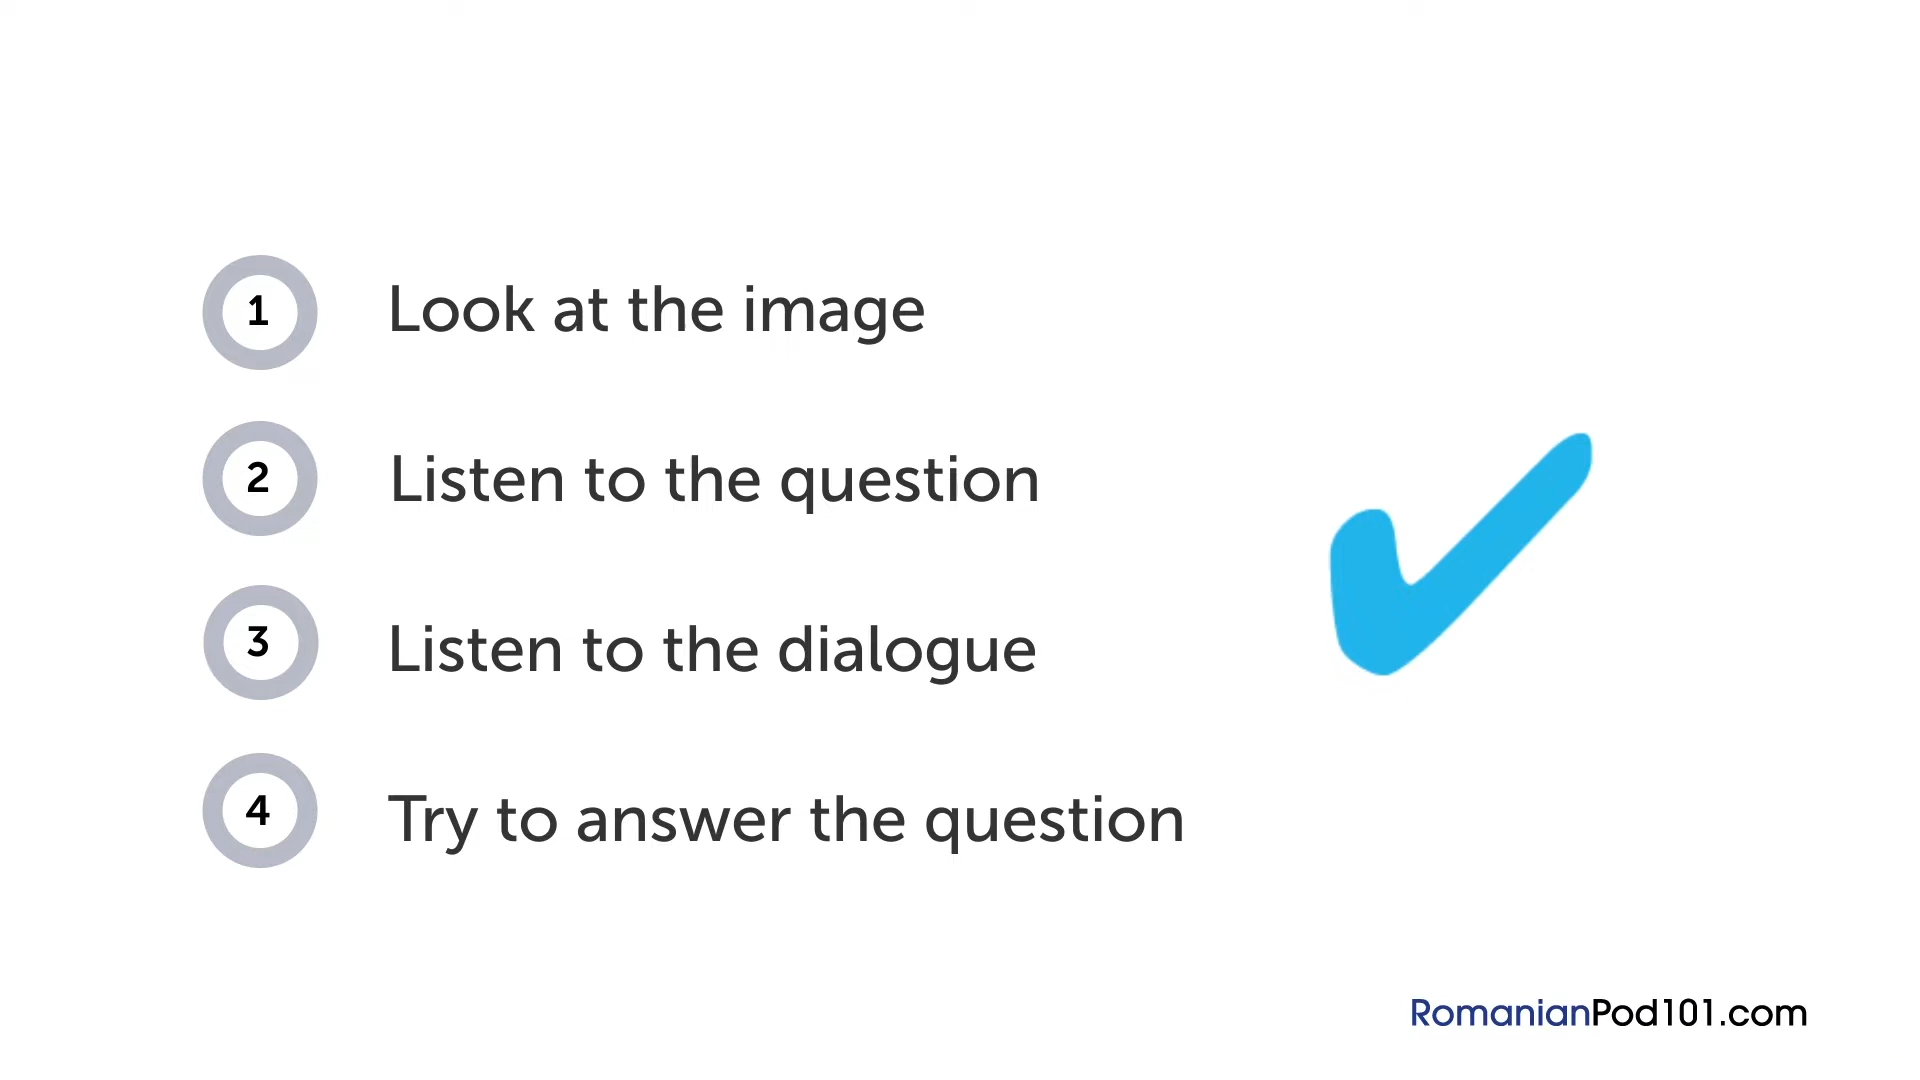 1 Look at the image
2 Listen to the question
3 Listen to the dialogue
4 Try to answer the question
RomanianPod101.com